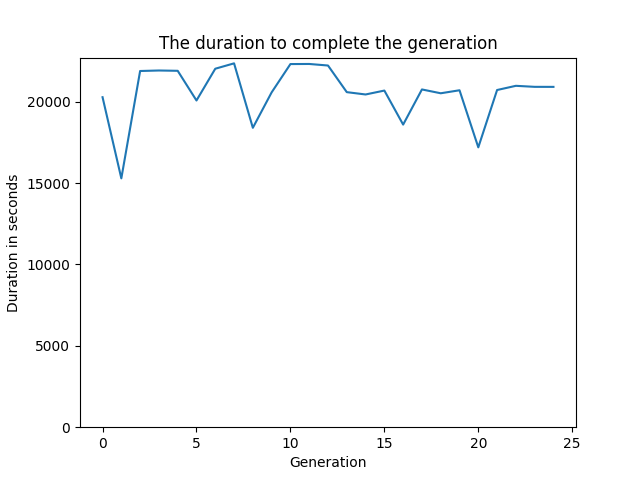 The duration to complete the generation
20000
15000
10000
5000
0
Duration in seconds
0 5 10 15 20 25
Generation